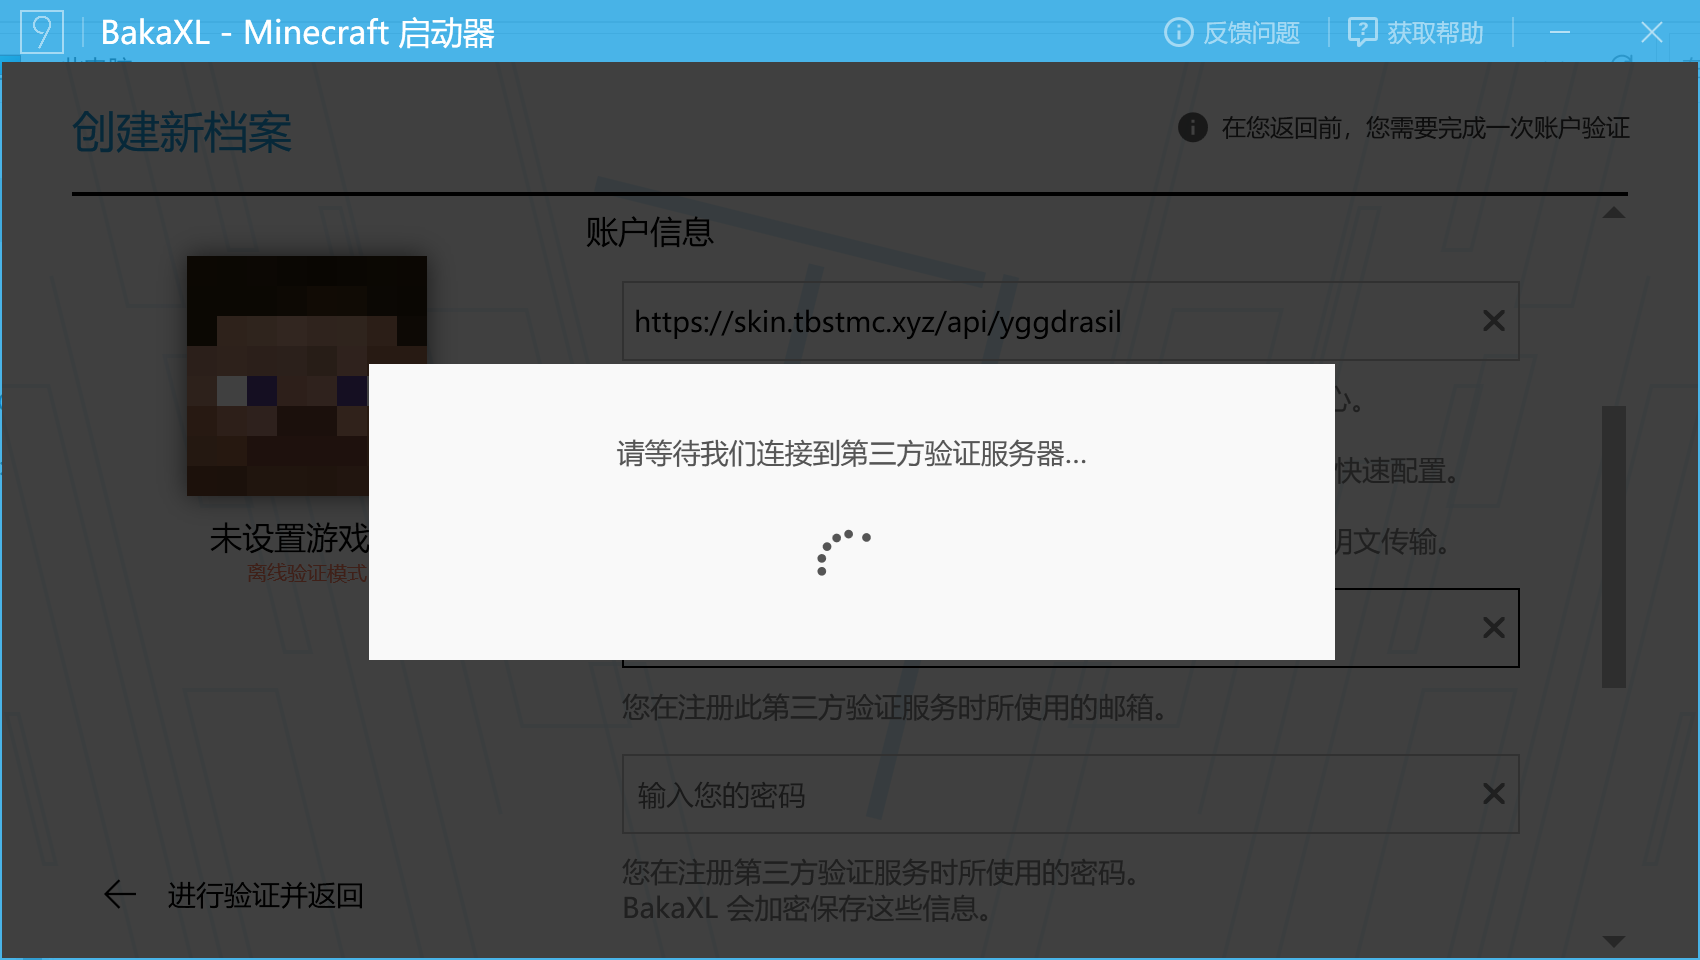 BakaXL - Minecraft 启动器
反馈问题
获取帮助
创建新档案
在您返回前，您需要完成一次账户验证
账户信息
https://skin.tbstmc.xyz/api/yggdrasil
心。
请等待我们连接到第三方验证服务器...
快速配置。
明文传输。
未设置游戏
离线验证模式
您在注册此第三方验证服务时所使用的邮箱。
输入您的密码
您在注册第三方验证服务时所使用的密码。
BakaXL 会加密保存这些信息。
进行验证并返回